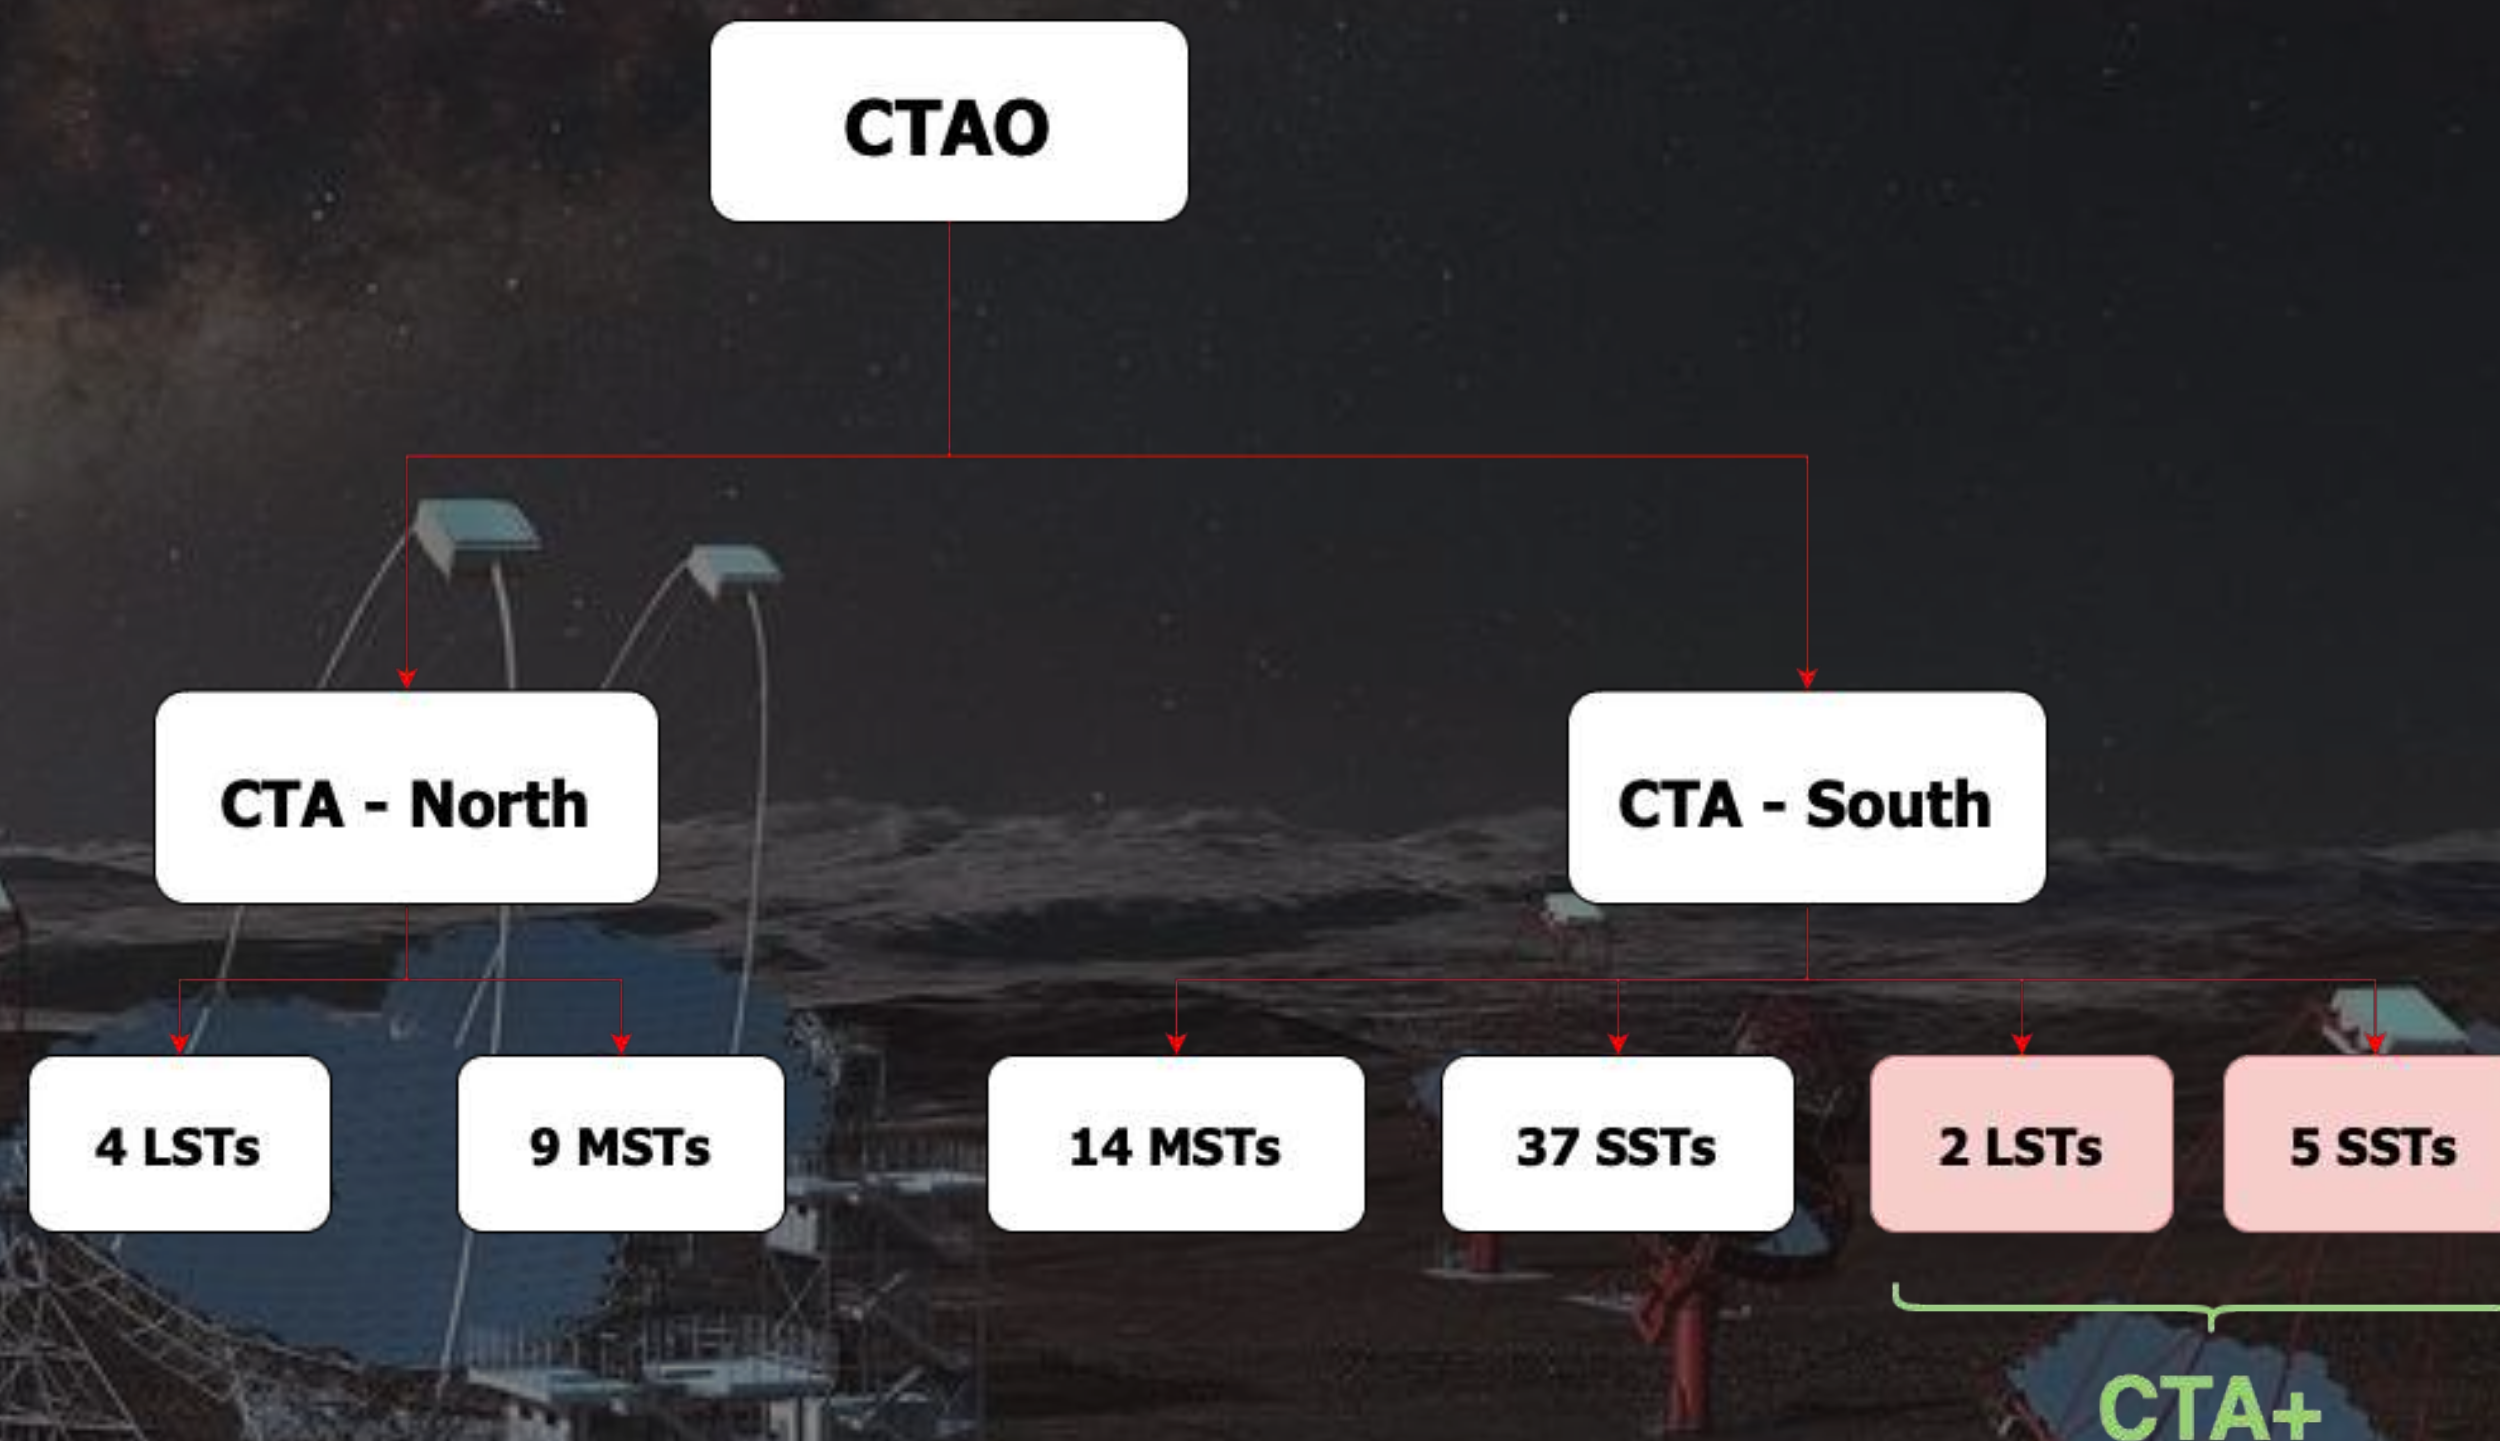 CTAO
CTA - North
CTA - South
4 LSTs
9 MSTs
14 MSTs
37 SSTs
2 LSTs
5 SSTs
CTA+